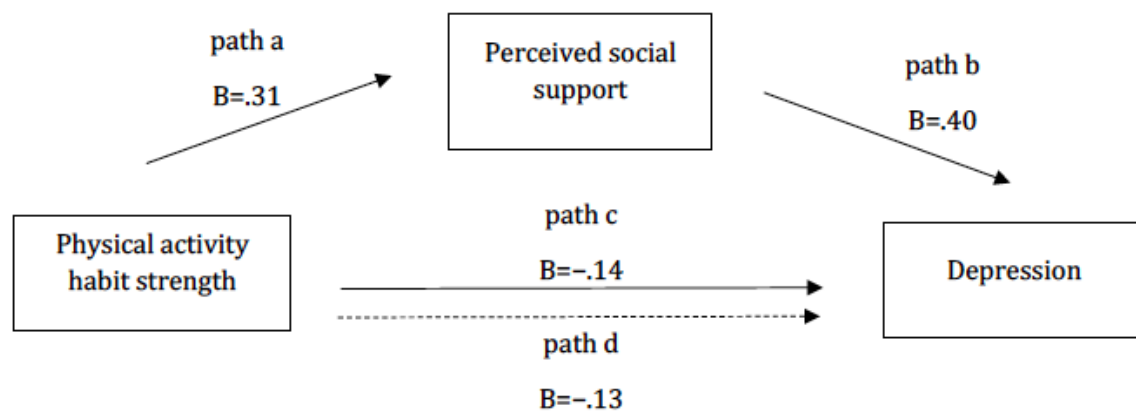 path a
B=.31
Perceived social
support
path b
B=.40
Physical activity
habit strength
path c
B=−.14
path d
B=−.13
Depression